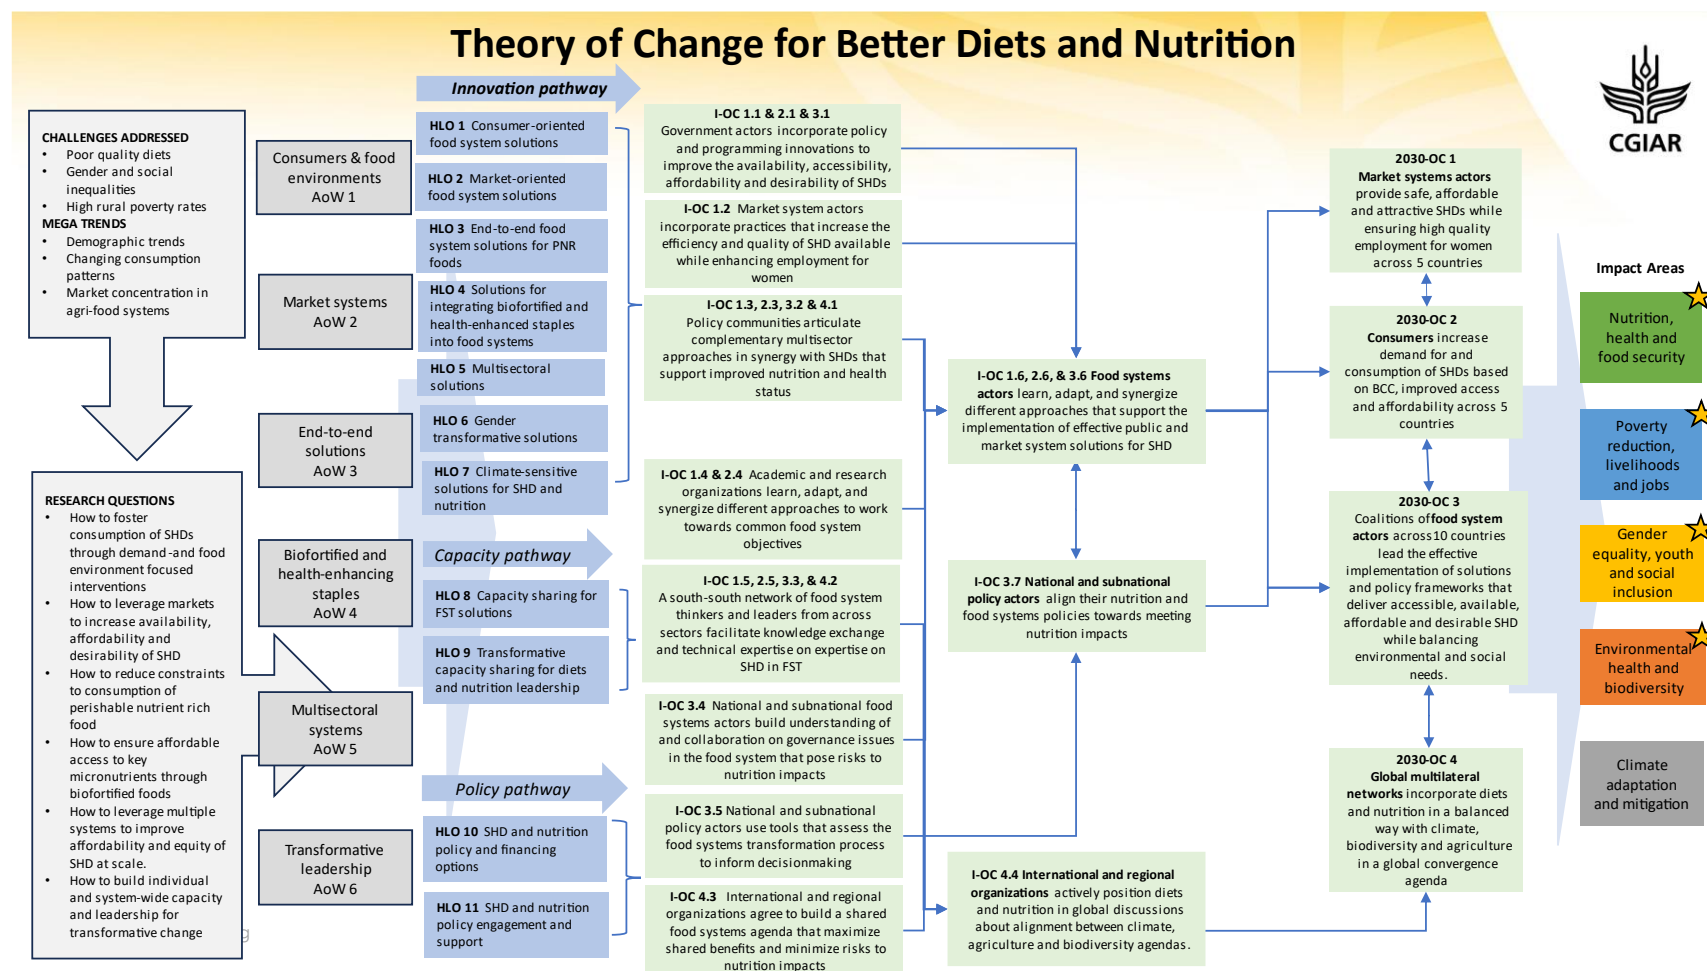 Theory of Change for Better Diets and Nutrition
CGIAR
CHALLENGES ADDRESSED
• Poor quality diets
• Gender and social
inequalities
• High rural poverty rates
MEGA TRENDS
• Demographic trends
• Changing consumption
patterns
• Market concentration in
agri-food systems
RESEARCH QUESTIONS
• How to foster
consumption of SHDs
through demand -and food
environment focused
interventions
• How to leverage markets
to increase availability,
affordability and
desirability of SHD
• How to reduce constraints
to consumption of
perishable nutrient rich
food
• How to ensure affordable
access to key
micronutrients through
biofortified foods
• How to leverage multiple
systems to improve
affordability and equity of
SHD at scale.
• How to build individual
and system-wide capacity
and leadership for
transformative change
g
Consumers & food
environments
AoW 1
Market systems
AoW 2
End-to-end
solutions
AoW 3
Biofortified and
health-enhancing
staples
AoW 4
Multisectoral
systems
AoW 5
Transformative
leadership
AoW 6
Innovation pathway
HLO 1 Consumer-oriented
food system solutions
HLO 2 Market-oriented
food system solutions
HLO 3 End-to-end food
system solutions for PNR
foods
HLO 4 Solutions for
integrating biofortified and
health-enhanced staples
into food systems
HLO 5 Multisectoral
solutions
HLO 6 Gender
transformative solutions
HLO 7 Climate-sensitive
solutions for SHD and
nutrition
Capacity pathway
HLO 8 Capacity sharing for
FST solutions
HLO 9 Transformative
capacity sharing for diets
and nutrition leadership
Policy pathway
HLO 10 SHD and nutrition
policy and financing
options
HLO 11 SHD and nutrition
policy engagement and
support
I-OC 1.1 & 2.1 & 3.1
Government actors incorporate policy
and programming innovations to
improve the availability, accessibility,
affordability and desirability of SHDs
I-OC 1.2 Market system actors
incorporate practices that increase the
efficiency and quality of SHD available
while enhancing employment for
women
I-OC 1.3, 2.3, 3.2 & 4.1
Policy communities articulate
complementary multisector
approaches in synergy with SHDs that
support improved nutrition and health
status
I-OC 1.4 & 2.4 Academic and research
organizations learn, adapt, and
synergize different approaches to work
towards common food system
objectives
I-OC 1.5, 2.5, 3.3, & 4.2
A south-south network of food system
thinkers and leaders from across
sectors facilitate knowledge exchange
and technical expertise on expertise on
SHD in FST
I-OC 3.4 National and subnational food
systems actors build understanding of
and collaboration on governance issues
in the food system that pose risks to
nutrition impacts
I-OC 3.5 National and subnational
policy actors use tools that assess the
food systems transformation process
to inform decisionmaking
I-OC 4.3 International and regional
organizations agree to build a shared
food systems agenda that maximize
shared benefits and minimize risks to
nutrition impacts
I-OC 1.6, 2.6, & 3.6 Food systems
actors learn, adapt, and synergize
different approaches that support the
implementation of effective public and
market system solutions for SHD
I-OC 3.7 National and subnational
policy actors align their nutrition and
food systems policies towards meeting
nutrition impacts
I-OC 4.4 International and regional
organizations actively position diets
and nutrition in global discussions
about alignment between climate,
agriculture and biodiversity agendas.
2030-OC 1
Market systems actors
provide safe, affordable
and attractive SHDs while
ensuring high quality
employment for women
across 5 countries
2030-OC 2
Consumers increase
demand for and
consumption of SHDs based
on BCC, improved access
and affordability across 5
countries
2030-OC 3
Coalitions of food system
actors across 10 countries
lead the effective
implementation of solutions
and policy frameworks that
deliver accessible, available,
affordable and desirable SHD
while balancing
environmental and social
needs.
2030-OC 4
Global multilateral
networks incorporate diets
and nutrition in a balanced
way with climate,
biodiversity and agriculture
in a global convergence
agenda
Impact Areas
Nutrition,
health and
food security
Poverty
reduction,
livelihoods
and jobs
Gender
equality, youth
and social
inclusion
Environmental
health and
biodiversity
Climate
adaptation
and mitigation